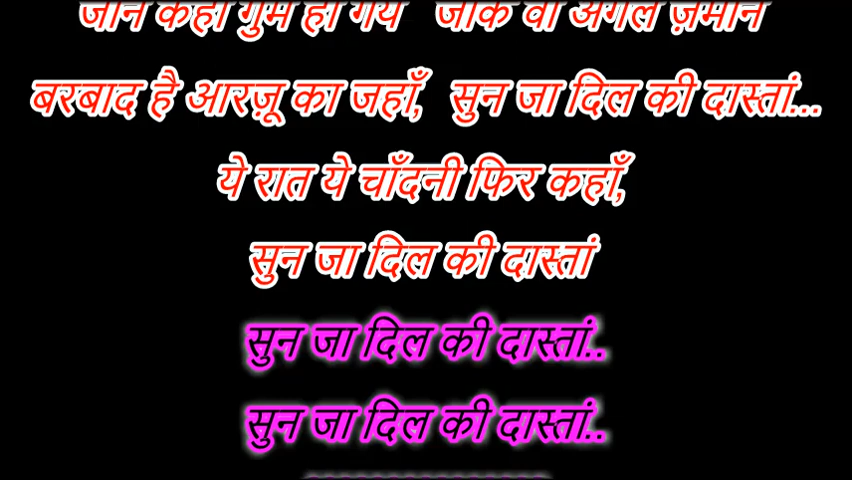 गुम
बरबाद है आरज़ू का जहाँ, सुन जा दिल की दास्तां...
ये रात ये चाँदनी फिर कहाँ,
सुन जा दिल की दास्तां
सुन जा दिल की दास्तां..
सुन जा दिल की दास्तां..